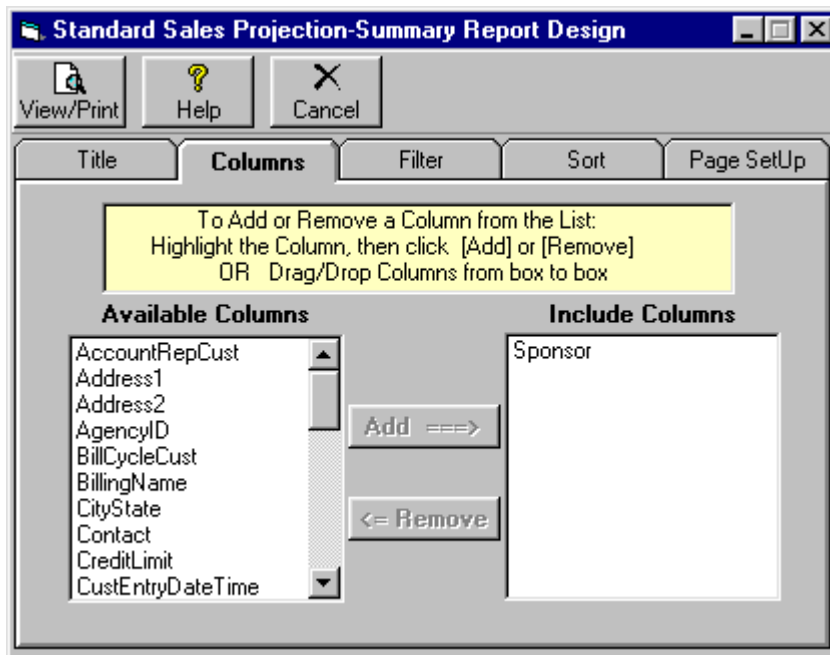 Standard Sales Projection-Summary Report Design
View/Print Help Cancel
Title Columns Filter Sort Page SetUp
To Add or Remove a Column from the List:
Highlight the Column, then click [Add] or [Remove]
OR Drag/Drop Columns from box to box
Available Columns
AccountRepCust
Address1
Address2
AgencyID
BillCycleCust
BillingName
CityState
Contact
CreditLimit
CustEntryDateTime
Add ===>
<= Remove
Include Columns
Sponsor